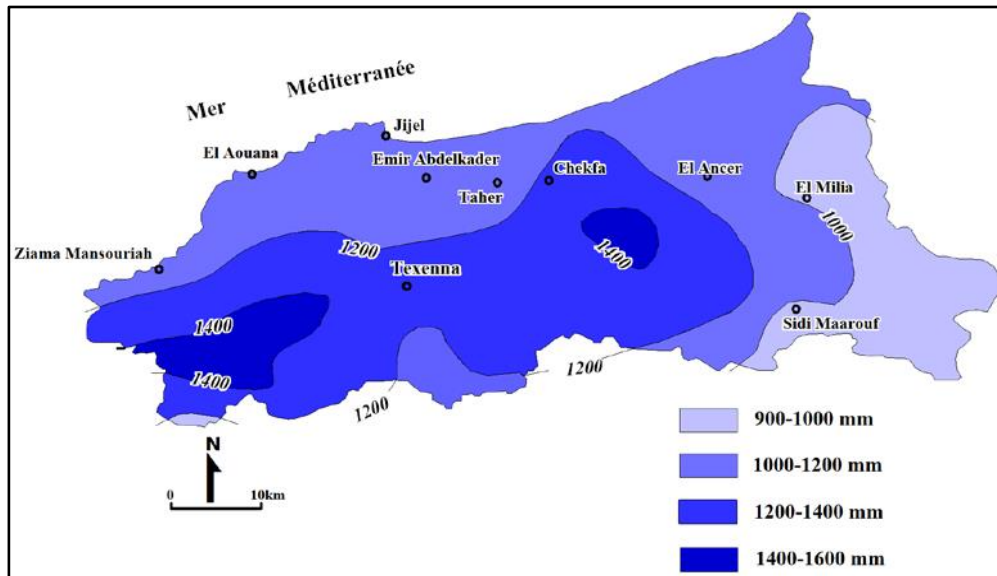 Mer Méditerranée
Jijel
El Aouana
Emir Abdelkader
Taher
Chekfa
El Ancer
El Milia
Ziama Mansouriah
1200
1400
1000
Texenna
1400
Sidi Maarouf
1400
1200
1200
N
0 10km
900-1000 mm
1000-1200 mm
1200-1400 mm
1400-1600 mm